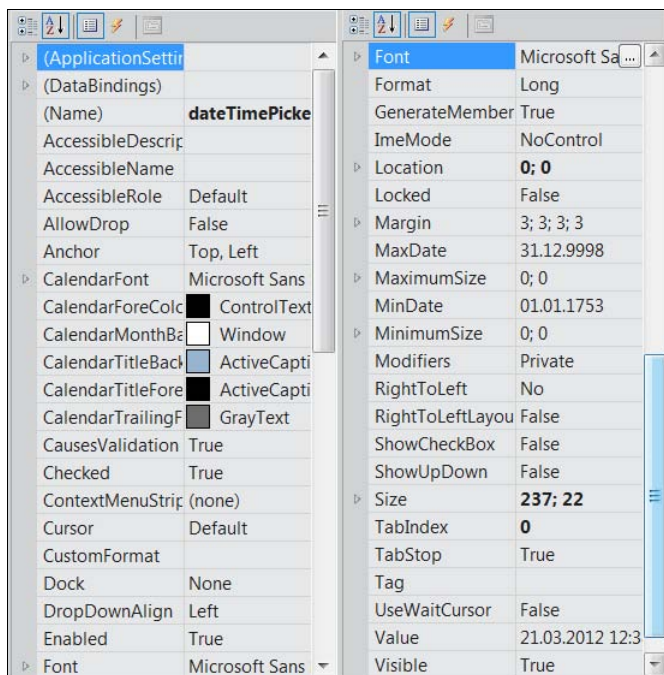 (ApplicationSettir
(DataBindings)
(Name) dateTimePicke
AccessibleDescrip
AccessibleName
AccessibleRole Default
AllowDrop False
Anchor Top, Left
CalendarFont Microsoft Sans
CalendarForeColc ControlText
CalendarMonthBa Window
CalendarTitleBack ActiveCapti
CalendarTitleFore ActiveCapti
CalendarTrailingF GrayText
CausesValidation True
Checked True
ContextMenuStrip (none)
Cursor Default
CustomFormat
Dock None
DropDownAlign Left
Enabled True
Font Microsoft Sans
Font Microsoft Sa ...
Format Long
GenerateMember True
ImeMode NoControl
Location 0; 0
Locked False
Margin 3; 3; 3; 3
MaxDate 31.12.9998
MaximumSize 0; 0
MinDate 01.01.1753
MinimumSize 0; 0
Modifiers Private
RightToLeft No
RightToLeftLayou False
ShowCheckBox False
ShowUpDown False
Size 237; 22
TabIndex 0
TabStop True
Tag
UseWaitCursor False
Value 21.03.2012 12:3
Visible True